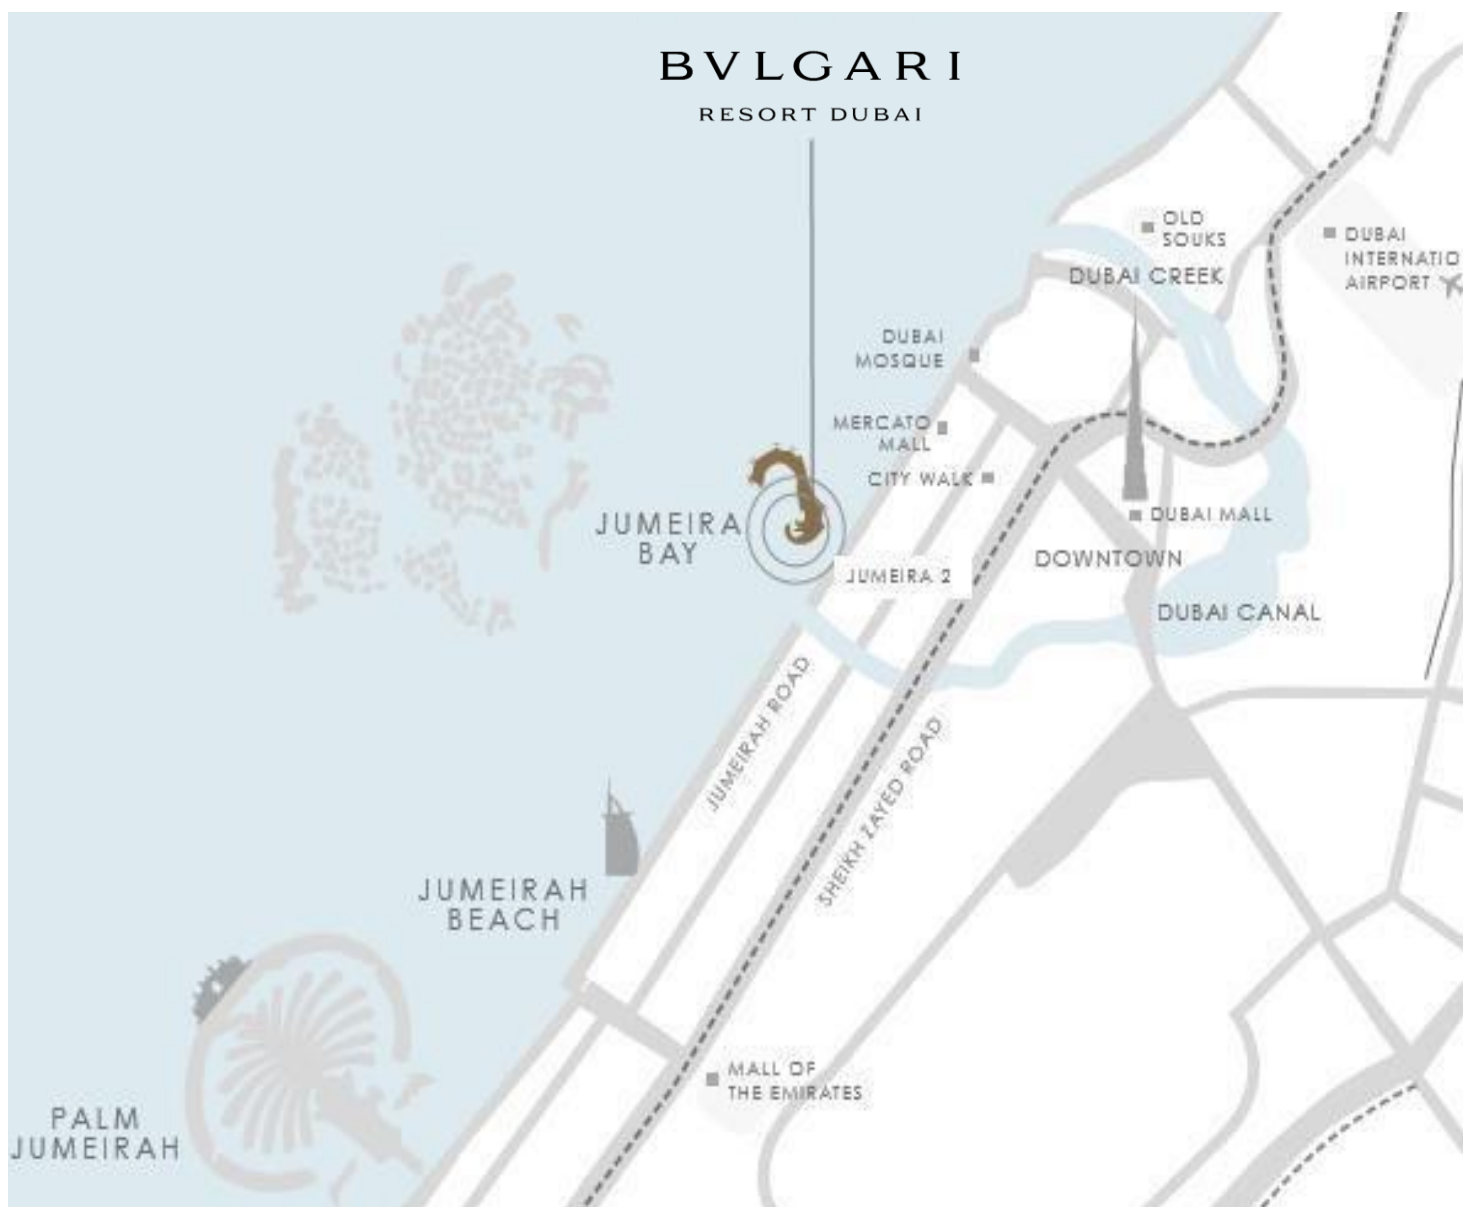 BVLGARI
RESORT DUBAI
OLD
SOUKS
DUBAI
INTERNATIO
AIRPORT
DUBAI CREEK
DUBAI
MOSQUE
MERCATO
MALL
CITY WALK
JUMEIRA
BAY
DUBAI MALL
DOWNTOWN
JUMEIRA 2
DUBAI CANAL
JUMEIRAH ROAD
SHEIKH ZAYED ROAD
JUMEIRAH
BEACH
MALL OF
THE EMIRATES
PALM
JUMEIRAH